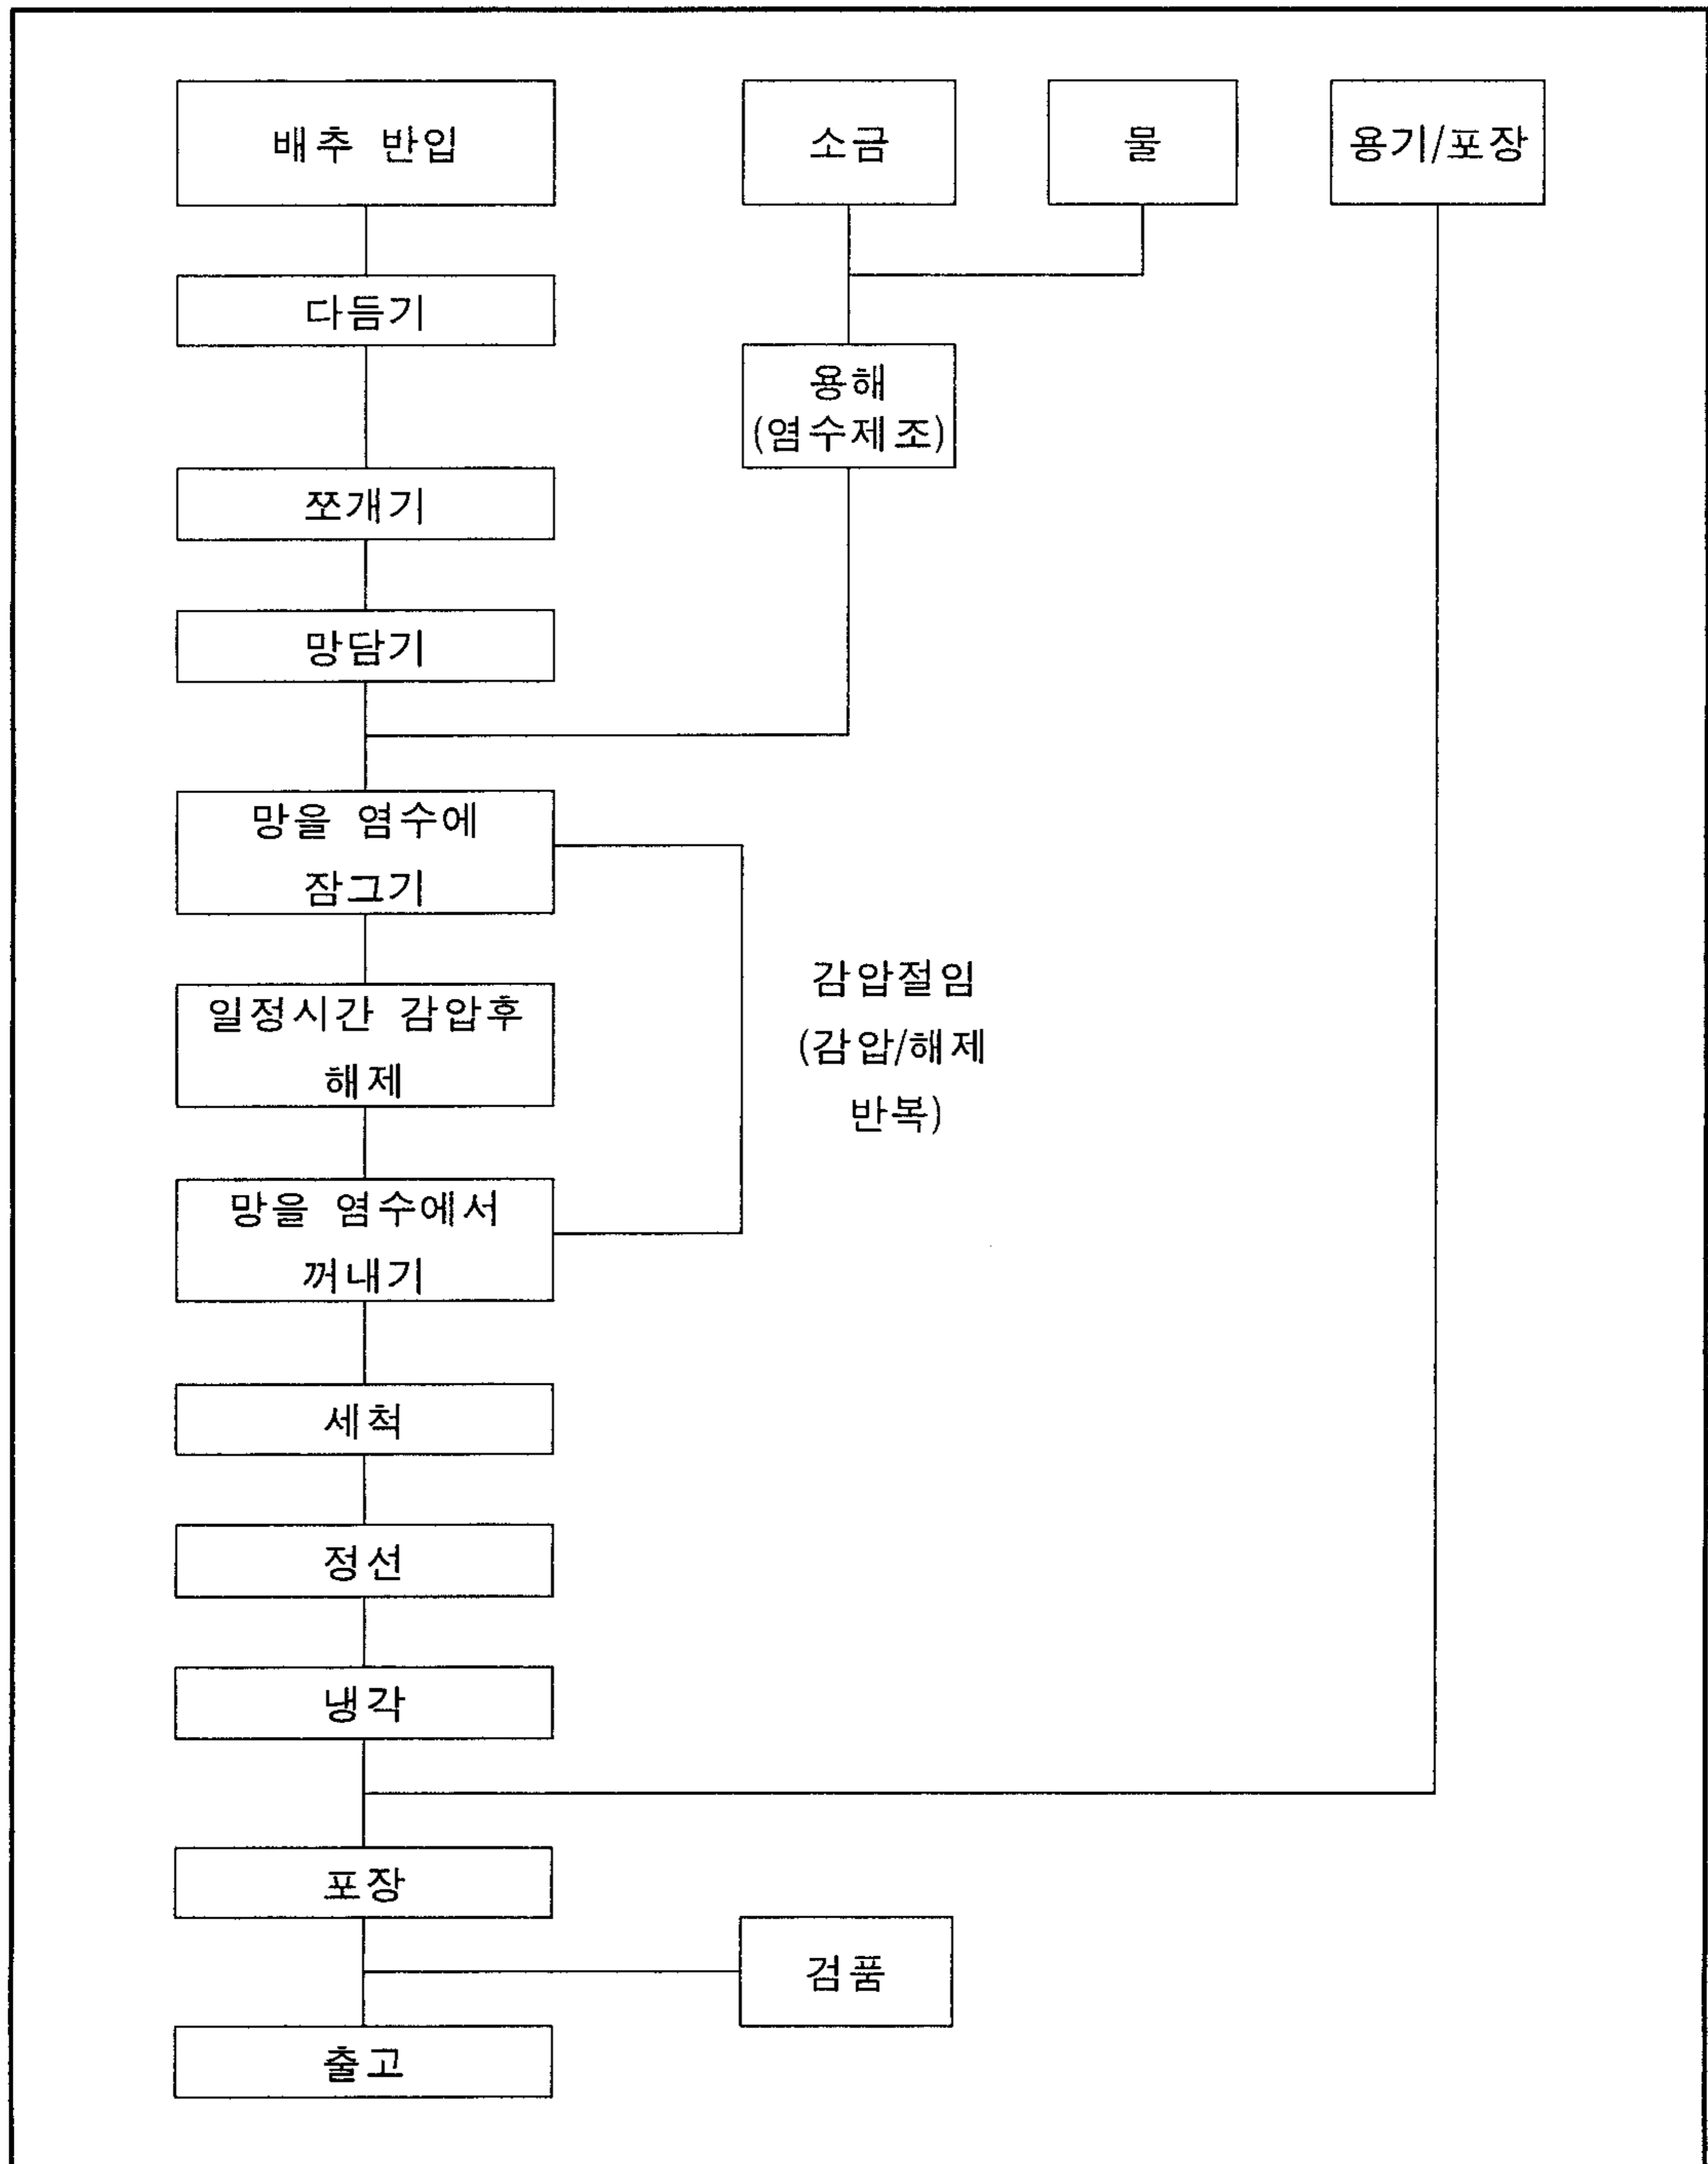 배추 반입
소금
물
용기/포장
다듬기
용해
(염수제조)
쪼개기
망담기
망을 염수에
잠그기
일정시간 감압후
해제
감압절임
(감압/해제
반복)
망을 염수에서
꺼내기
세척
정선
냉각
포장
검품
출고